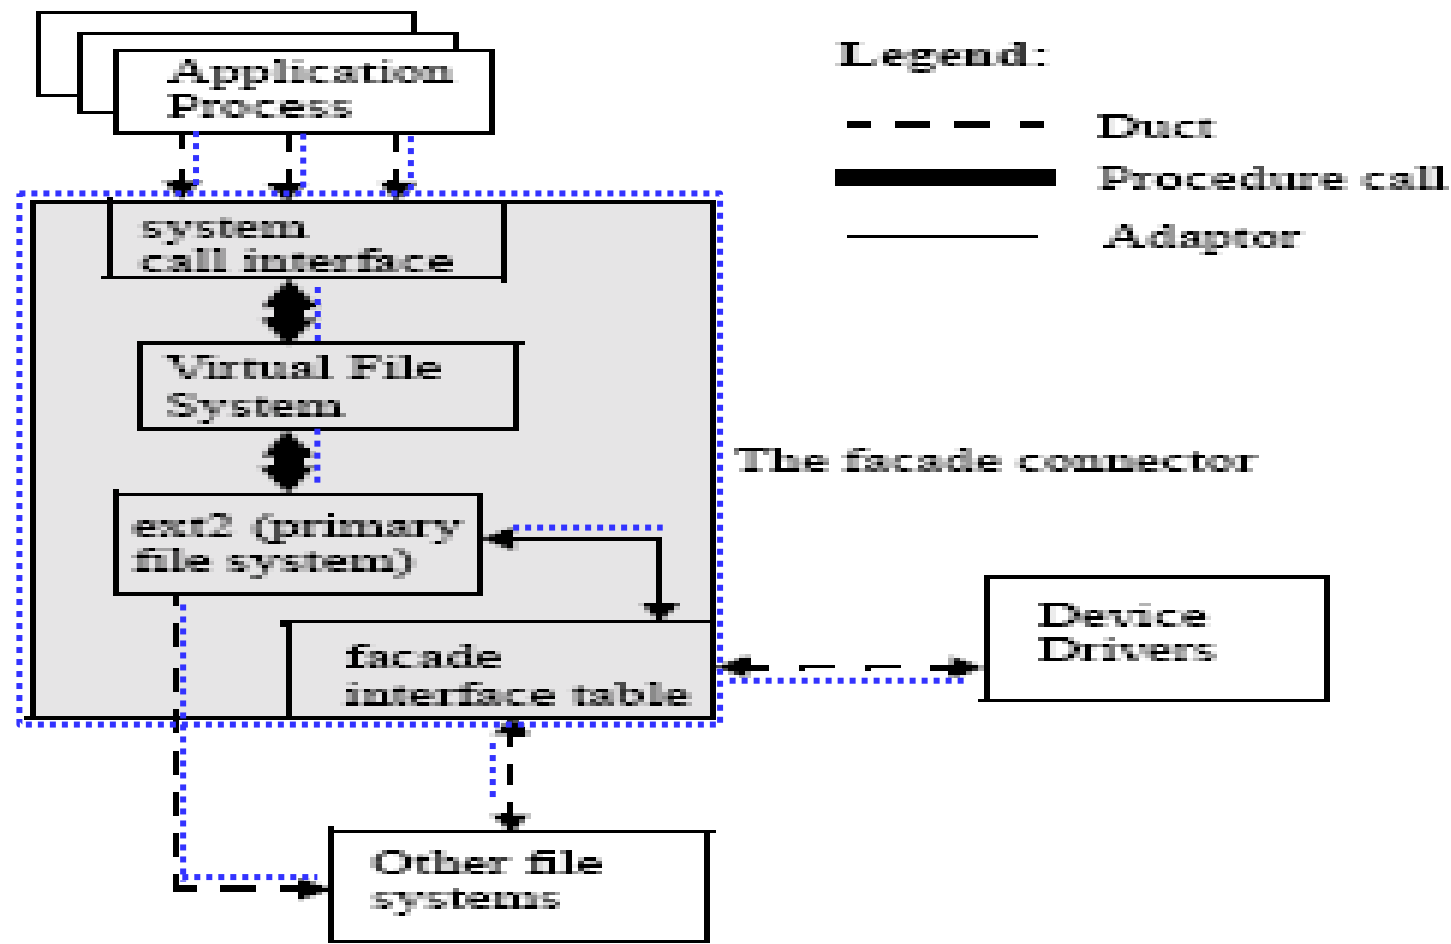 Application
Process
Legend:
Duct
Procedure call
Adaptor
system
call interface
Virtual File
System
The facade connector
ext2 (primary
file system)
Device
Drivers
facade
interface table
Other file
systems